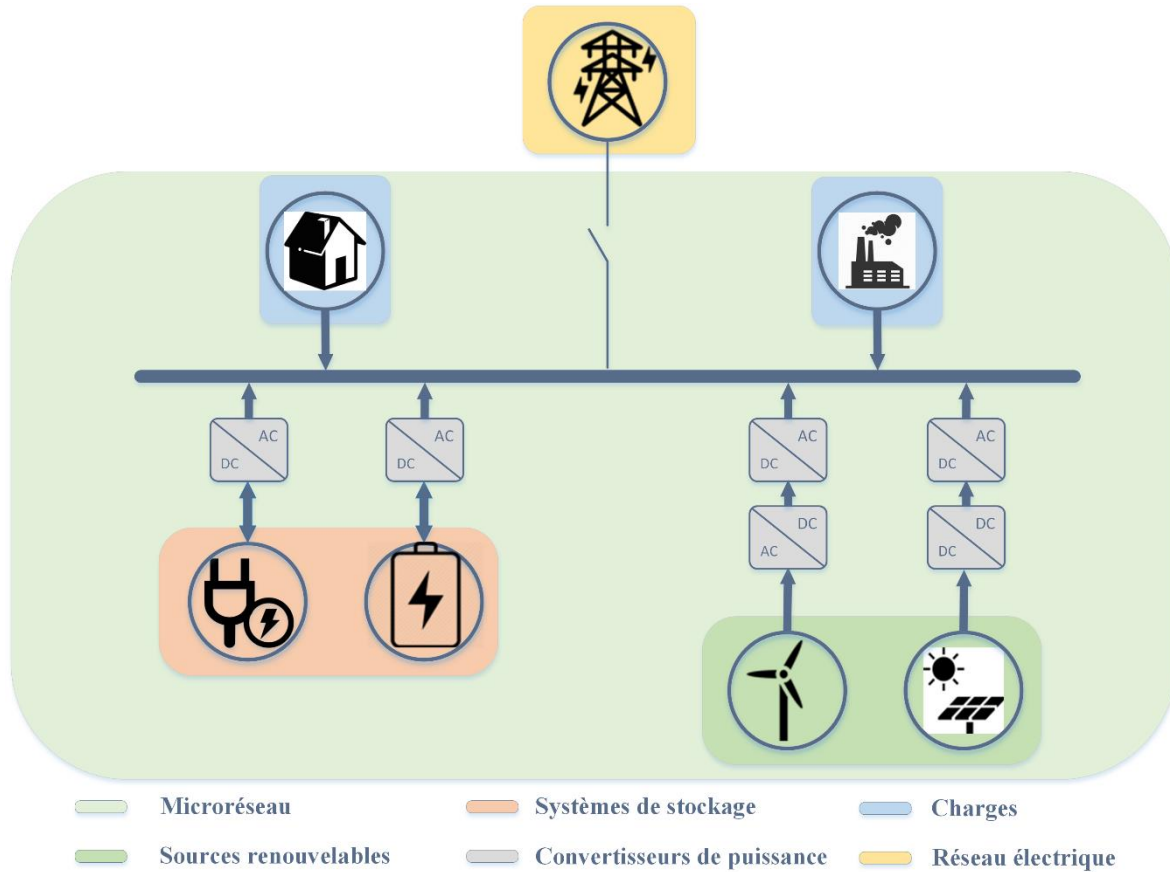 AC
DC
AC
DC
AC
DC
AC
DC
DC
AC
DC
DC
Microréseau
Systèmes de stockage
Charges
Sources renouvelables
Convertisseurs de puissance
Réseau électrique